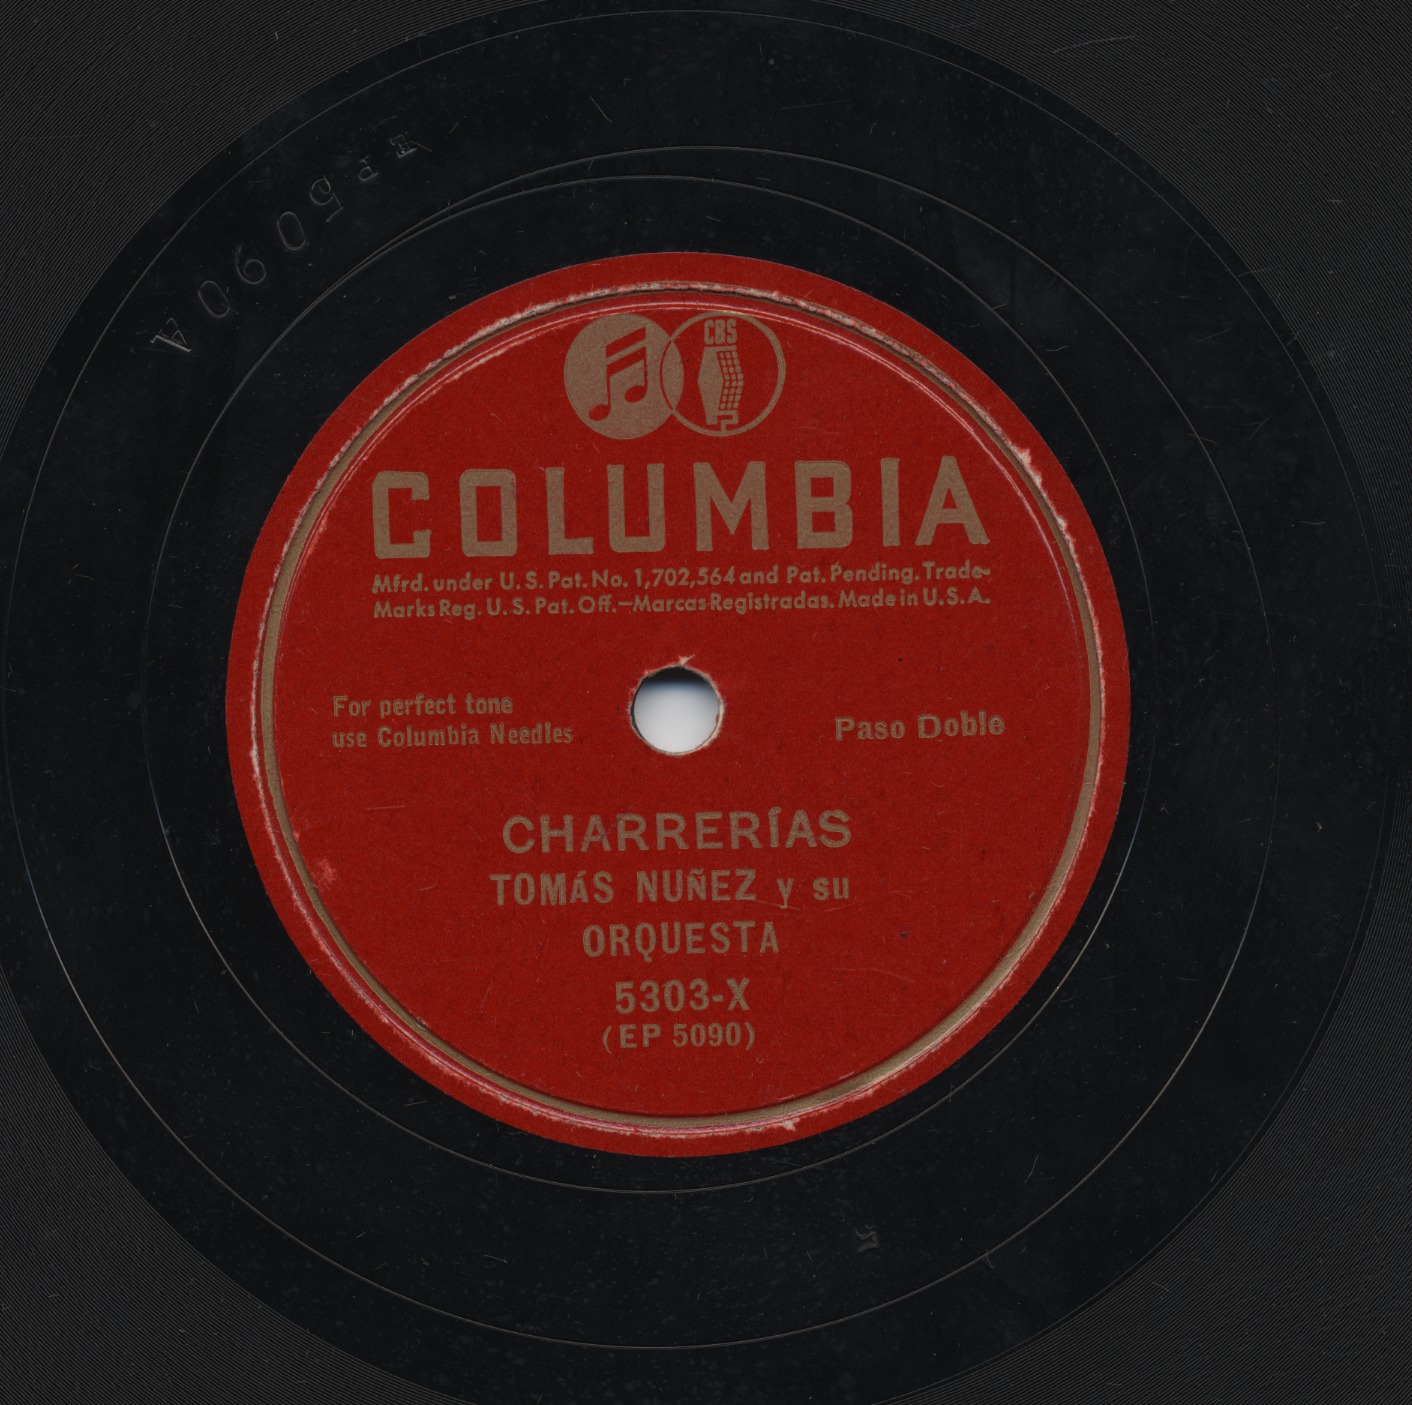 EP5090A
CBS
COLUMBIA
Mfrd. under U. S. Pat. No. 1,702,564 and Pat. Pending. Trade
Marks Reg. U. S. Pat. Off.—Marcas Registradas. Made in U. S. A.
For perfect tone
use Columbia Needles
Paso Doble
CHARRERÍAS
TOMÁS NUÑEZ y su
ORQUESTA
5303-X
(EP 5090)